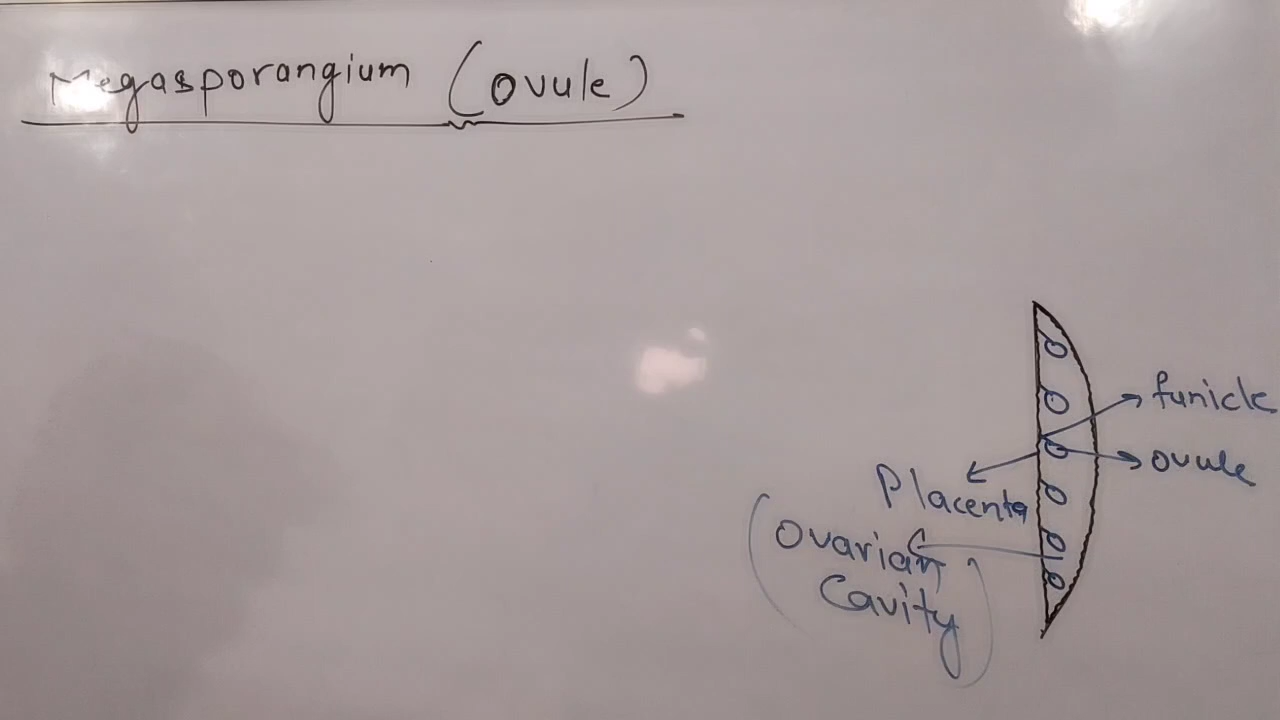 Megasporangium (ovule)
funicle
ovule
Placenta
(Ovarian
Cavity)